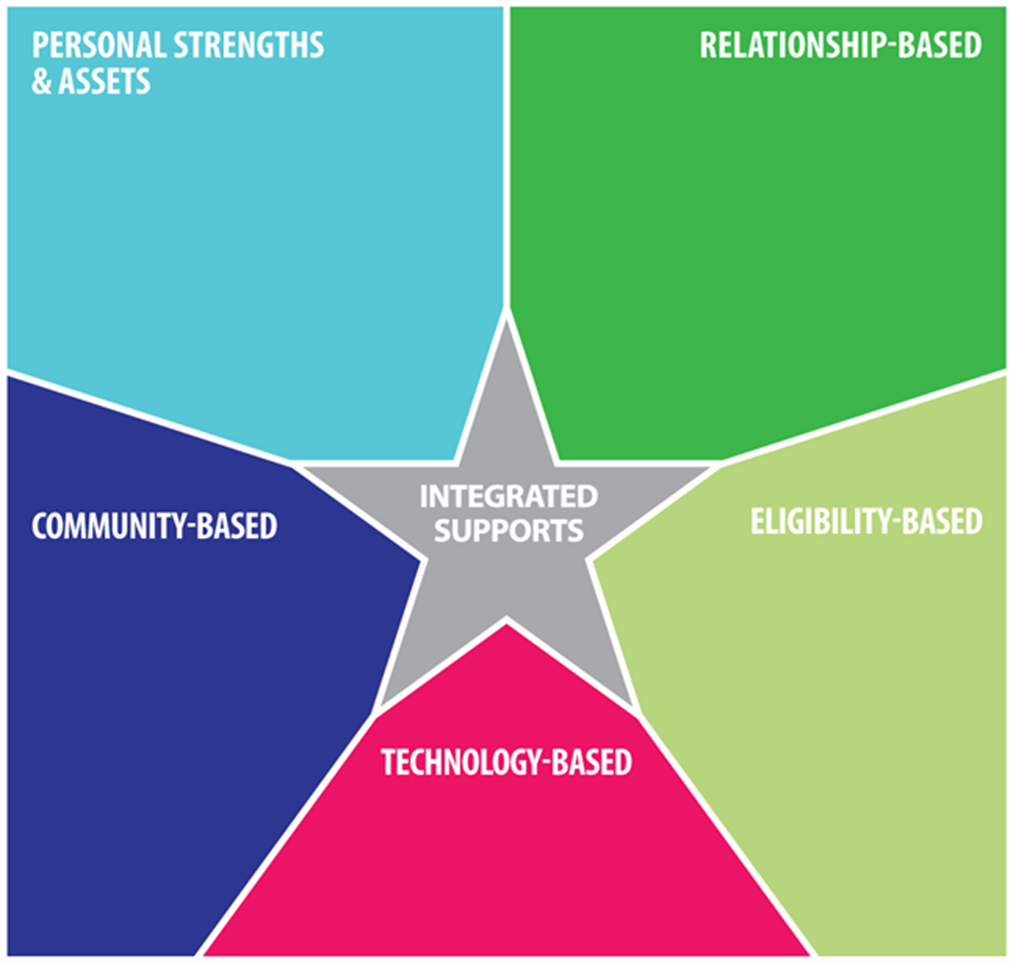 PERSONAL STRENGTHS
& ASSETS
RELATIONSHIP-BASED
INTEGRATED
SUPPORTS
COMMUNITY-BASED
ELIGIBILITY-BASED
TECHNOLOGY-BASED